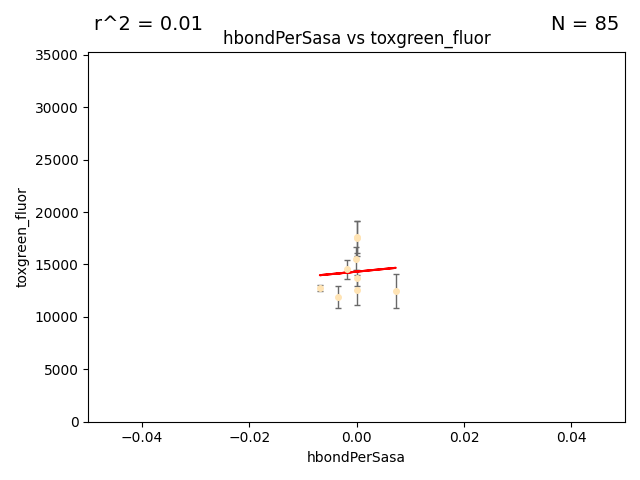 r^2 = 0.01
N = 85
hbondPerSasa vs toxgreen_fluor
35000
30000
25000
20000
15000
10000
5000
0
toxgreen_fluor
−0.04
−0.02
0.00
0.02
0.04
hbondPerSasa